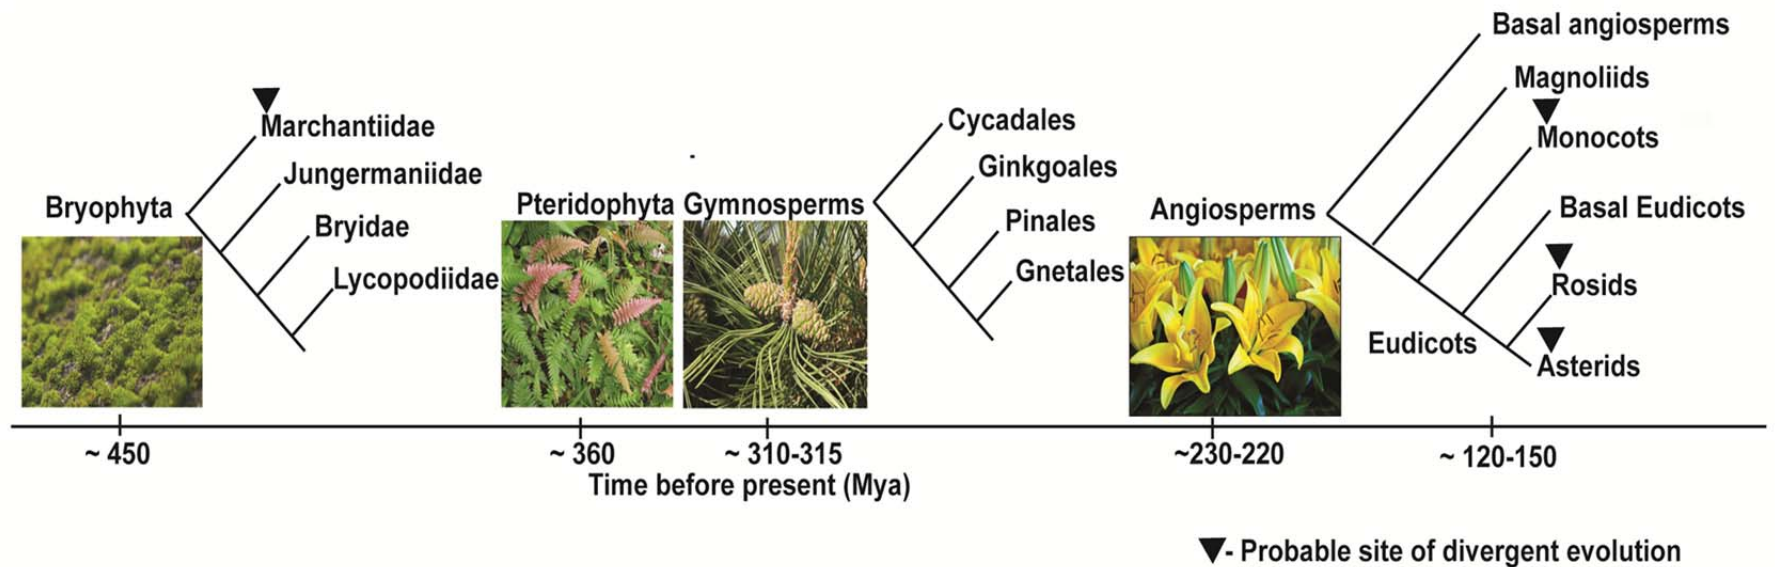 Basal angiosperms
Magnoliids
Monocots
Basal Eudicots
Rosids
Asterids
Eudicots
Angiosperms
Cycadales
Ginkgoales
Pinales
Gnetales
Gymnosperms
Pteridophyta
Marchantiidae
Jungermaniidae
Bryidae
Lycopodiidae
Bryophyta
~ 450
~ 360
~ 310-315
~230-220
~ 120-150
Time before present (Mya)
- Probable site of divergent evolution